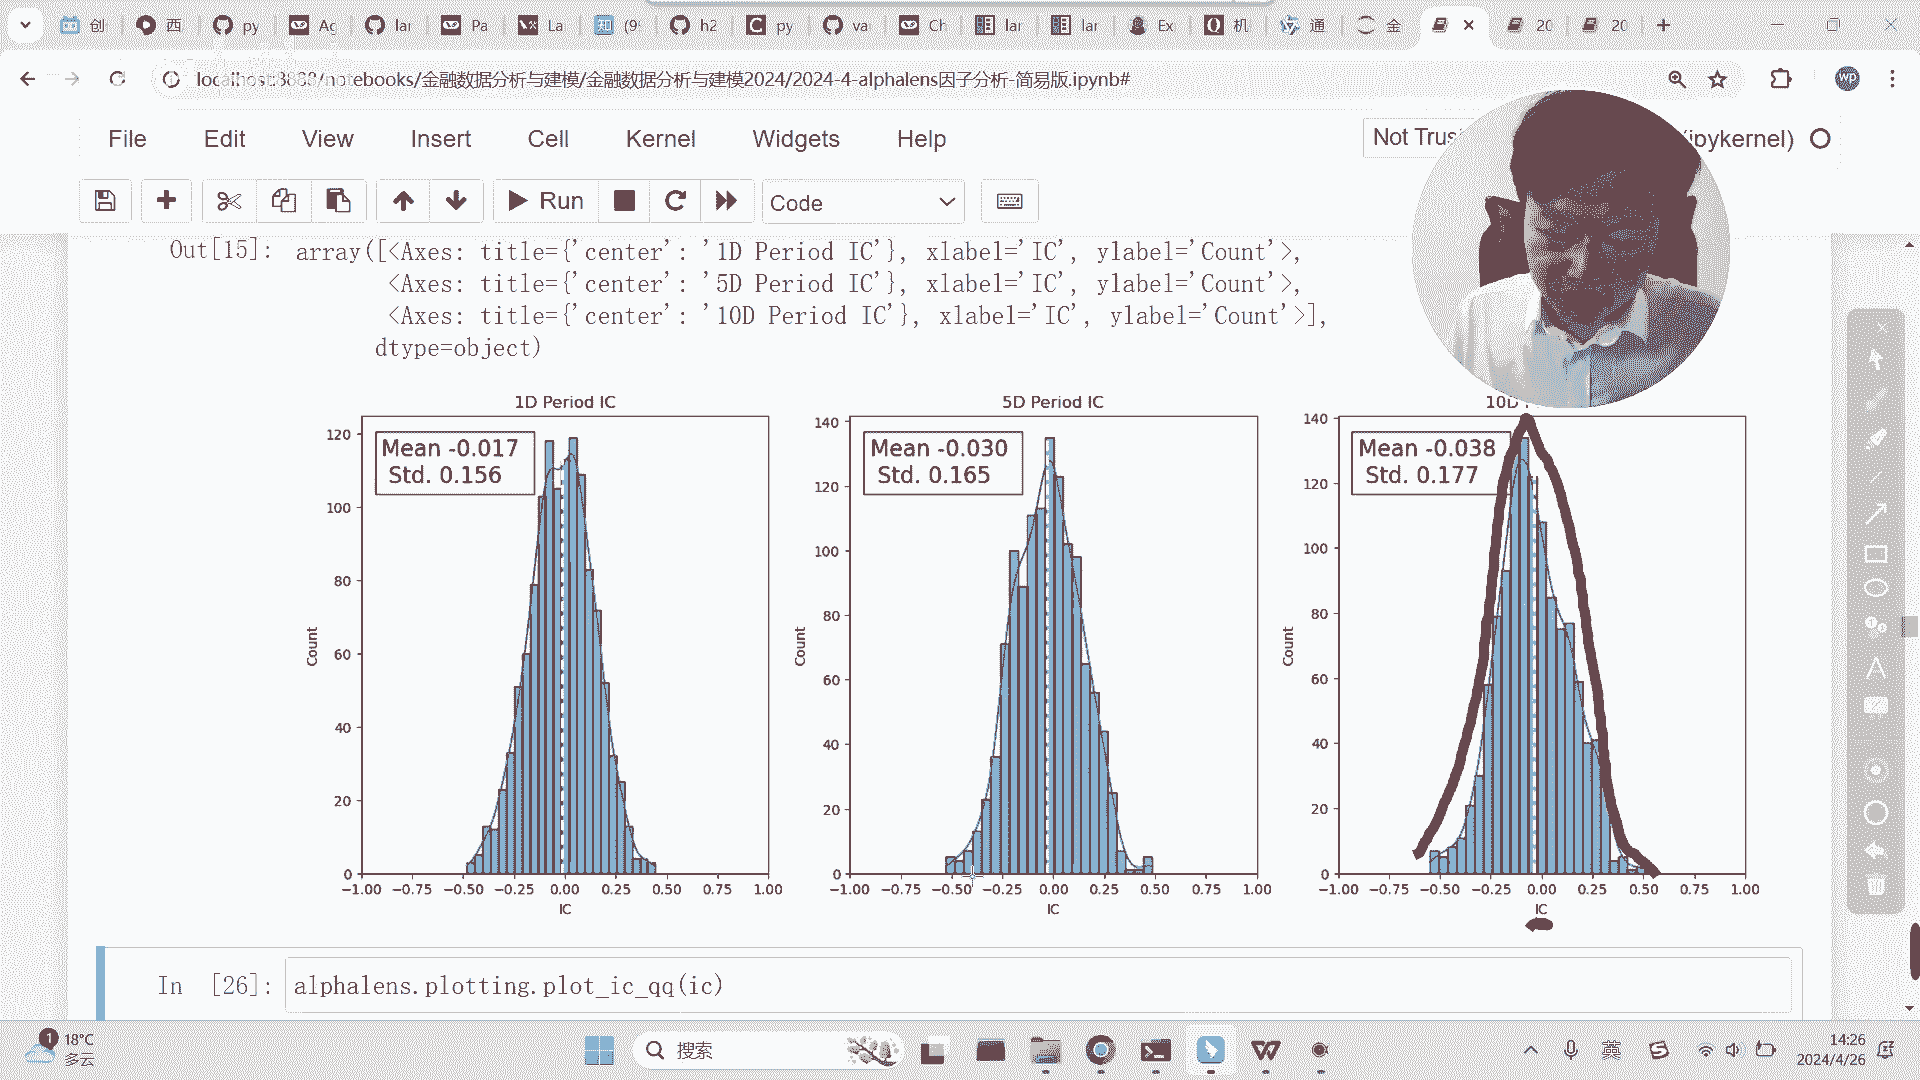 创 西 py Ag lar Pa La (9 h2 py va Ch lar lar Ex 机 通 金 20 20
localhost:8888/notebooks/金融数据分析与建模/金融数据分析与建模2024/2024-4-alphalens因子分析-简易版.ipynb#
wp
File Edit View Insert Cell Kernel Widgets Help Not Trus (ipykernel)
Run Code
Out[15]: array([<Axes: title={'center': '1D Period IC'}, xlabel='IC', ylabel='Count'>,
<Axes: title={'center': '5D Period IC'}, xlabel='IC', ylabel='Count'>,
<Axes: title={'center': '10D Period IC'}, xlabel='IC', ylabel='Count'>],
dtype=object)
1D Period IC
Mean -0.017
Std. 0.156
120
100
80
60
40
20
0
Count
-1.00 -0.75 -0.50 -0.25 0.00 0.25 0.50 0.75 1.00
IC
5D Period IC
Mean -0.030
Std. 0.165
140
120
100
80
60
40
20
0
Count
-1.00 -0.75 -0.50 -0.25 0.00 0.25 0.50 0.75 1.00
IC
10D
Mean -0.038
Std. 0.177
140
120
100
80
60
40
20
0
Count
-1.00 -0.75 -0.50 -0.25 0.00 0.25 0.50 0.75 1.00
IC
In [26]: alphalens.plotting.plot_ic_qq(ic)
1
18°C
多云
搜索
英
14:26
2024/4/26